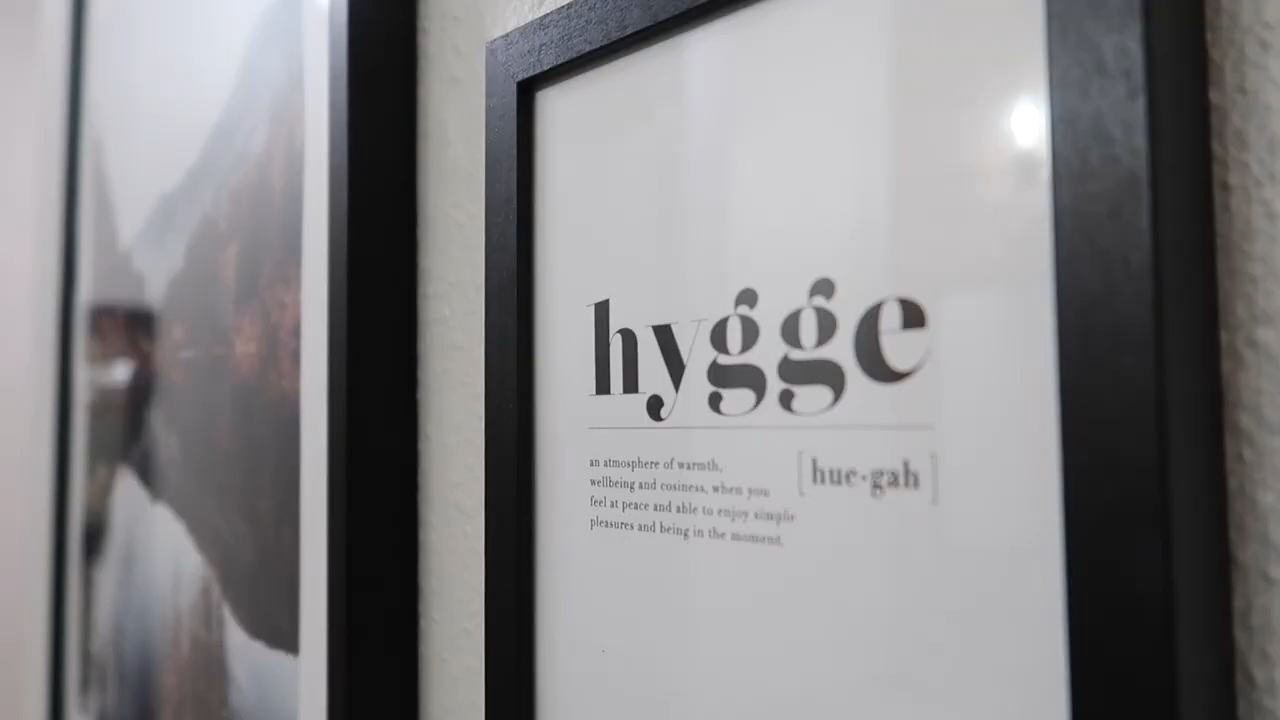 hygge
an atmosphere of warmth,
wellbeing and cosiness, when you
feel at peace and able to enjoy simple
pleasures and being in the moment.
[hue·gah]